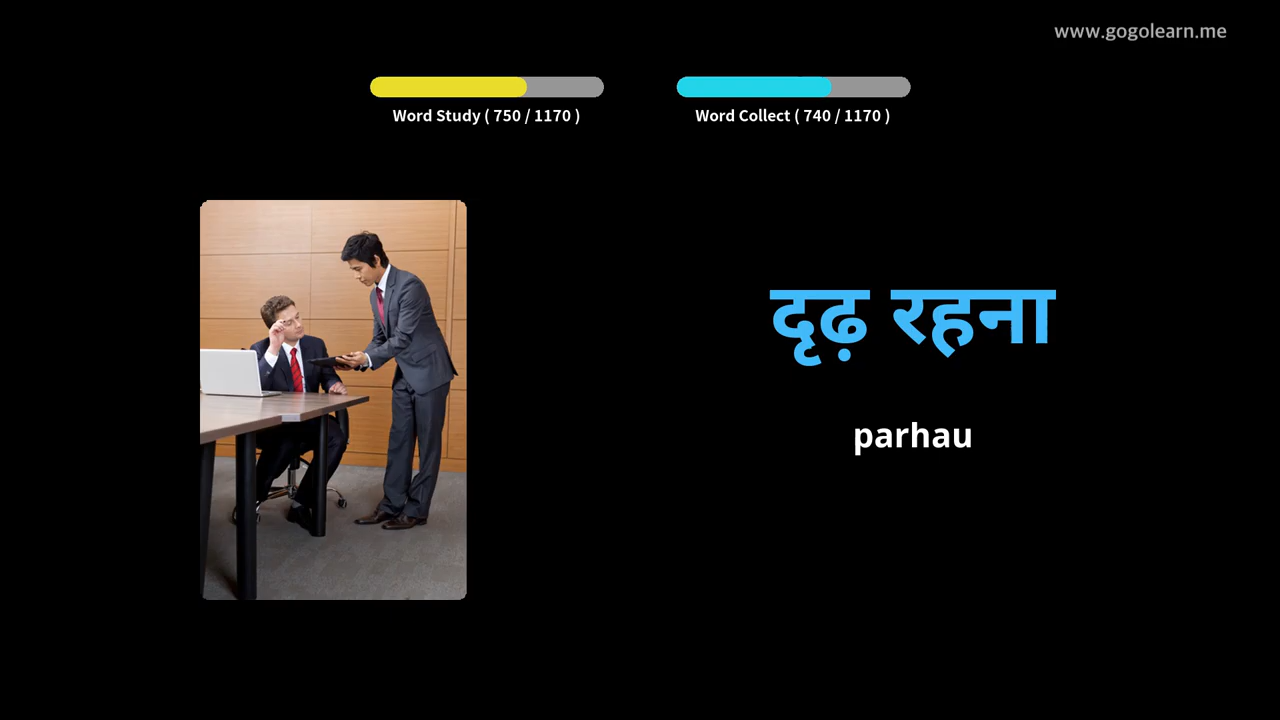 www.gogolearn.me
Word Study ( 750 / 1170 )
Word Collect ( 740 / 1170 )
दृढ़ रहना
parhau